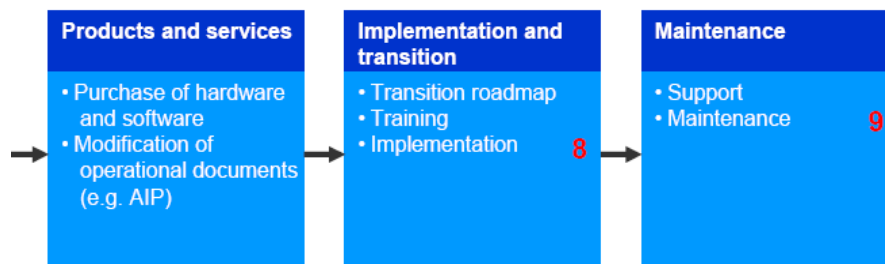 Products and services
• Purchase of hardware
and software
• Modification of
operational documents
(e.g. AIP)
Implementation and
transition
• Transition roadmap
• Training
• Implementation
8
Maintenance
• Support
• Maintenance
9